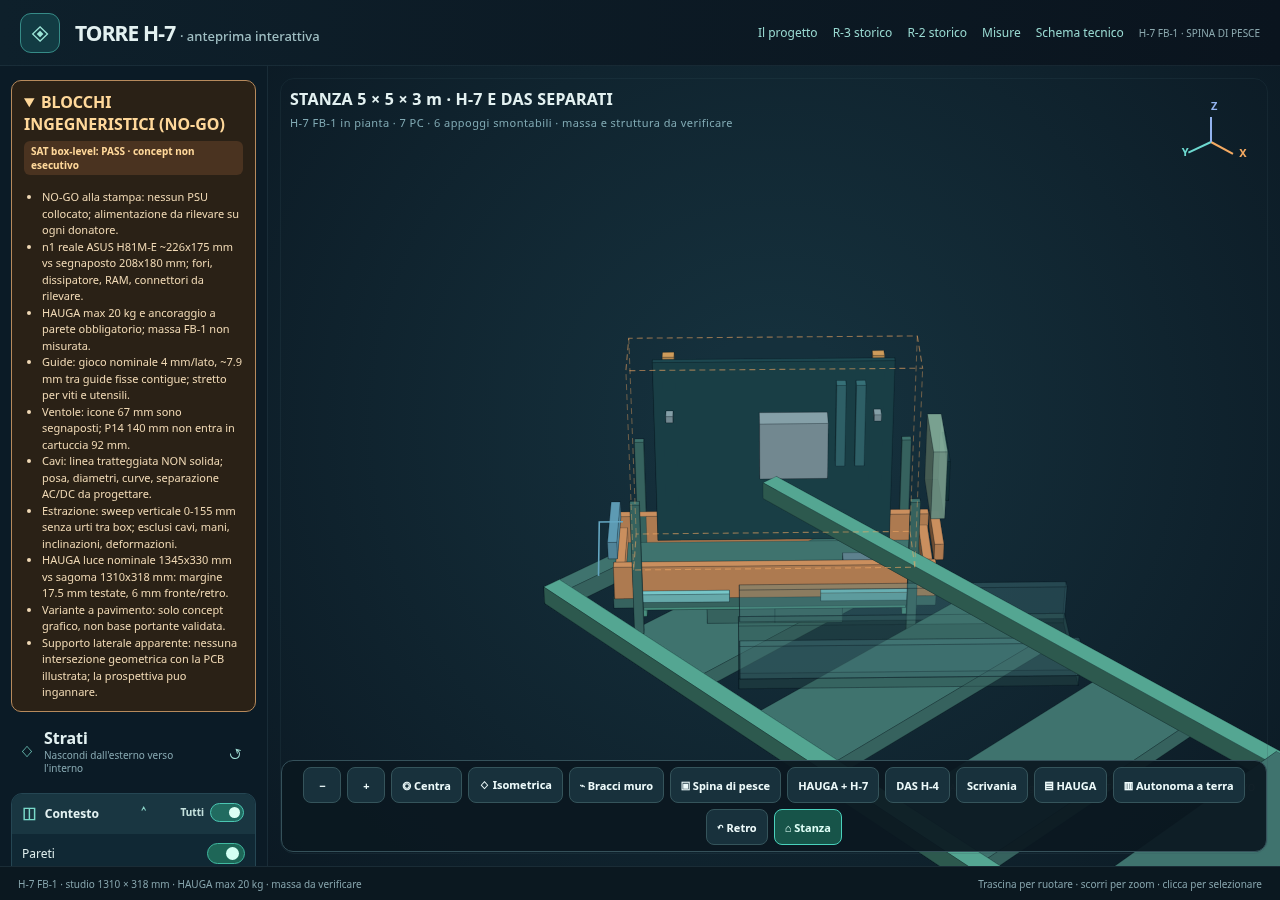 TORRE H-7 · anteprima interattiva
Il progetto
R-3 storico
R-2 storico
Misure
Schema tecnico
H-7 FB-1 · SPINA DI PESCE
▼ BLOCCHI
INGEGNERISTICI (NO-GO)
SAT box-level: PASS · concept non
esecutivo
• NO-GO alla stampa: nessun PSU
collocato; alimentazione da rilevare su
ogni donatore.
• n1 reale ASUS H81M-E ~226x175 mm
vs segnaposto 208x180 mm; fori,
dissipatore, RAM, connettori da
rilevare.
• HAUGA max 20 kg e ancoraggio a
parete obbligatorio; massa FB-1 non
misurata.
• Guide: gioco nominale 4 mm/lato, ~7.9
mm tra guide fisse contigue; stretto
per viti e utensili.
• Ventole: icone 67 mm sono
segnaposti; P14 140 mm non entra in
cartuccia 92 mm.
• Cavi: linea tratteggiata NON solida;
posa, diametri, curve, separazione
AC/DC da progettare.
• Estrazione: sweep verticale 0-155 mm
senza urti tra box; esclusi cavi, mani,
inclinazioni, deformazioni.
• HAUGA luce nominale 1345x330 mm
vs sagoma 1310x318 mm: margine
17.5 mm testate, 6 mm fronte/retro.
• Variante a pavimento: solo concept
grafico, non base portante validata.
• Supporto laterale apparente: nessuna
intersezione geometrica con la PCB
illustrata; la prospettiva puo
ingannare.
Strati
Nascondi dall'esterno verso
l'interno
Contesto
Tutti
Pareti
STANZA 5 × 5 × 3 m · H-7 E DAS SEPARATI
H-7 FB-1 in pianta · 7 PC · 6 appoggi smontabili · massa e struttura da verificare
Z
Y
X
−
+
Centra
Isometrica
Bracci muro
Spina di pesce
HAUGA + H-7
DAS H-4
Scrivania
HAUGA
Autonoma a terra
Retro
Stanza
H-7 FB-1 · studio 1310 × 318 mm · HAUGA max 20 kg · massa da verificare
Trascina per ruotare · scorri per zoom · clicca per selezionare